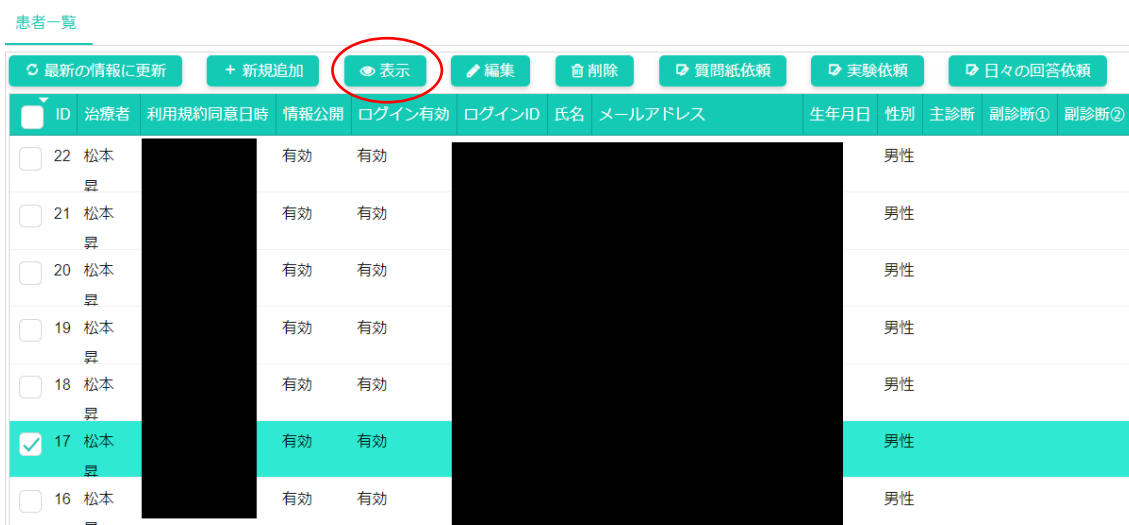 患者一覧
最新の情報に更新 + 新規追加 表示 編集 削除 質問紙依頼 実験依頼 日々の回答依頼
ID 治療者 利用規約同意日時 情報公開 ログイン有効 ログインID 氏名 メールアドレス 生年月日 性別 主診断 副診断① 副診断②
22 松本 有効 有効 男性
昇
21 松本 有効 有効 男性
昇
20 松本 有効 有効 男性
昇
19 松本 有効 有効 男性
昇
18 松本 有効 有効 男性
昇
17 松本 有効 有効 男性
昇
16 松本 有効 有効 男性